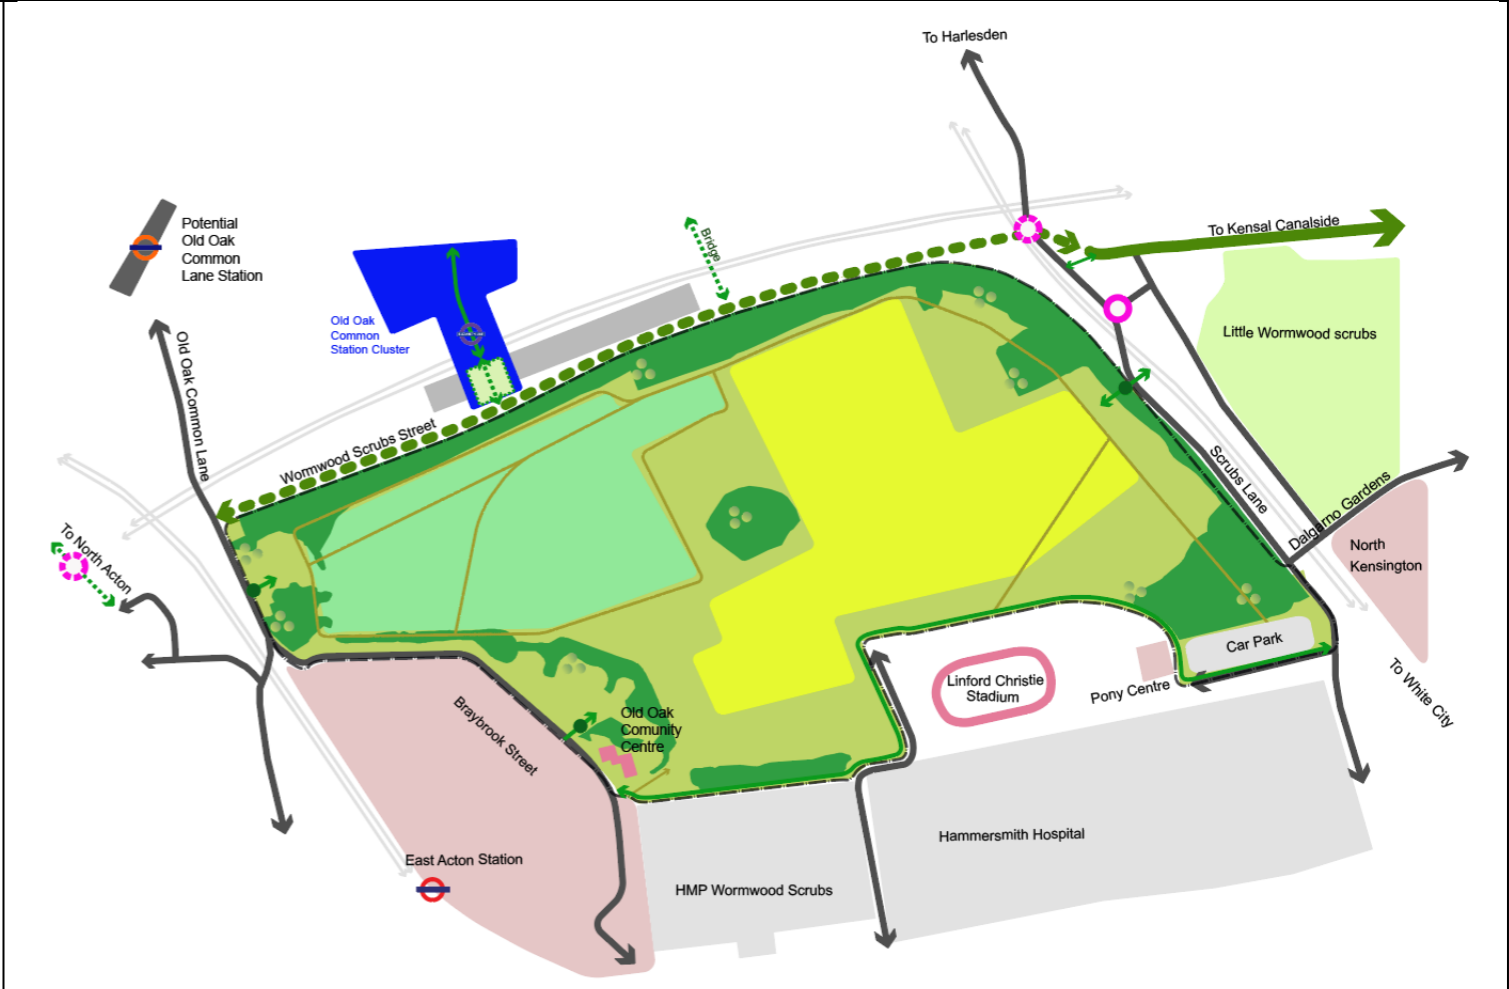 To Harlesden
Potential
Old Oak
Common
Lane Station
Bridge
To Kensal Canalside
Old Oak
Common
Station Cluster
Little Wormwood scrubs
Old Oak Common Lane
Wormwood Scrubs Street
Scrubs Lane
Dalgarno Gardens
To North Acton
North
Kensington
Car Park
Linford Christie
Stadium
Pony Centre
To White City
Braybrook Street
Old Oak
Comunity
Centre
Hammersmith Hospital
East Acton Station
HMP Wormwood Scrubs